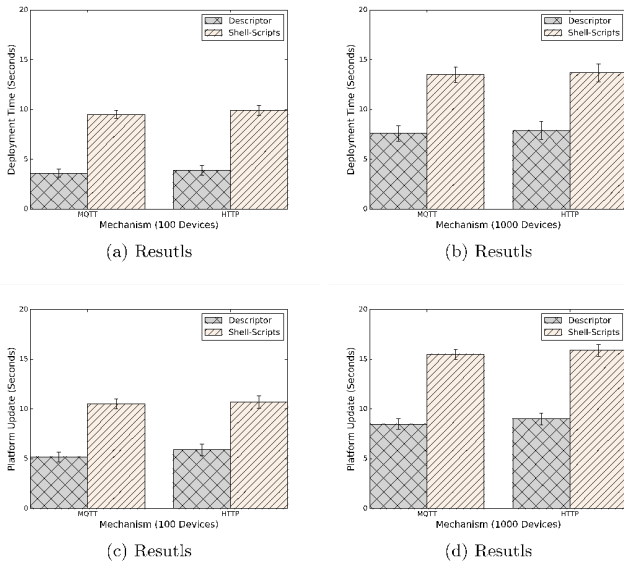 20
15
10
5
0
Deployment Time (Seconds)
Descriptor
Shell-Scripts
MQTT HTTP
Mechanism (100 Devices)
(a) Resutls
20
15
10
5
0
Deployment Time (Seconds)
Descriptor
Shell-Scripts
MQTT HTTP
Mechanism (1000 Devices)
(b) Resutls
20
15
10
5
0
Platform Update (Seconds)
Descriptor
Shell-Scripts
MQTT HTTP
Mechanism (100 Devices)
(c) Resutls
20
15
10
5
0
Platform Update (Seconds)
Descriptor
Shell-Scripts
MQTT HTTP
Mechanism (1000 Devices)
(d) Resutls